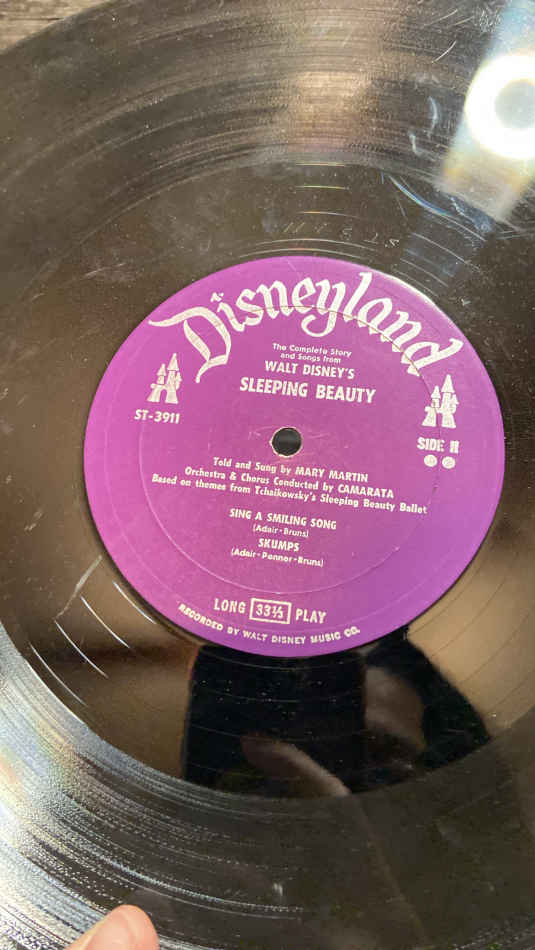 Disneyland
The Complete Story
and Songs from
WALT DISNEY'S
SLEEPING BEAUTY
ST-3911
SIDE II
Told and Sung by MARY MARTIN
Orchestra & Chorus Conducted by CAMARATA
Based on themes from Tchaikowsky's Sleeping Beauty Ballet
SING A SMILING SONG
(Adair-Bruns)
SKUMPS
(Adair-Penner-Bruns)
LONG 33⅓ PLAY
RECORDED BY WALT DISNEY MUSIC CO.